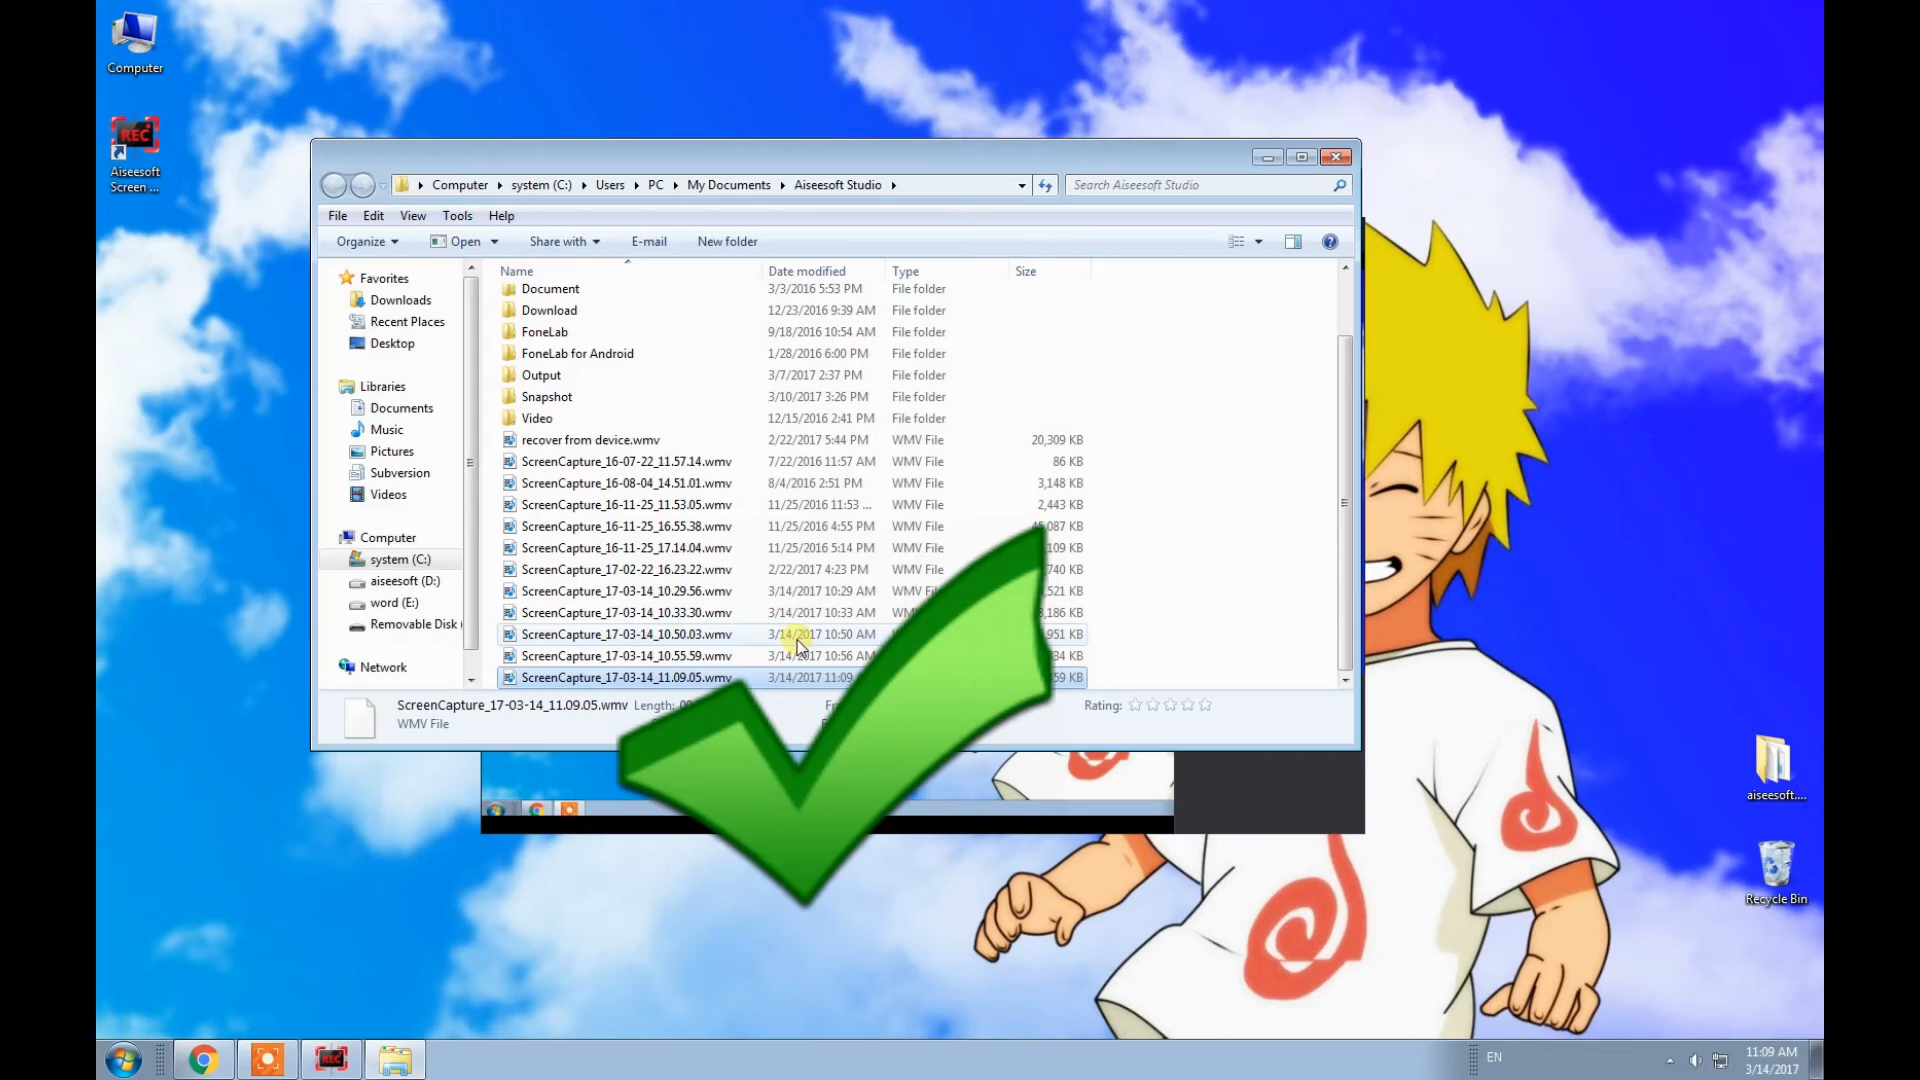 Computer
REC
Aiseesoft
Screen ...
Computer system (C:) Users PC My Documents Aiseesoft Studio
Search Aiseesoft Studio
File Edit View Tools Help
Organize Open Share with E-mail New folder
Name Date modified Type Size
Favorites
Downloads
Recent Places
Desktop
Libraries
Documents
Music
Pictures
Subversion
Videos
Computer
system (C:)
aiseesoft (D:)
word (E:)
Removable Disk
Network
Document 3/3/2016 5:53 PM File folder
Download 12/23/2016 9:39 AM File folder
FoneLab 9/18/2016 10:54 AM File folder
FoneLab for Android 1/28/2016 6:00 PM File folder
Output 3/7/2017 2:37 PM File folder
Snapshot 3/10/2017 3:26 PM File folder
Video 12/15/2016 2:41 PM File folder
recover from device.wmv 2/22/2017 5:44 PM WMV File 20,309 KB
ScreenCapture_16-07-22_11.57.14.wmv 7/22/2016 11:57 AM WMV File 86 KB
ScreenCapture_16-08-04_14.51.01.wmv 8/4/2016 2:51 PM WMV File 3,148 KB
ScreenCapture_16-11-25_11.53.05.wmv 11/25/2016 11:53 ... WMV File 2,443 KB
ScreenCapture_16-11-25_16.55.38.wmv 11/25/2016 4:55 PM WMV File 087 KB
ScreenCapture_16-11-25_17.14.04.wmv 11/25/2016 5:14 PM WMV File 109 KB
ScreenCapture_17-02-22_16.23.22.wmv 2/22/2017 4:23 PM WMV File 740 KB
ScreenCapture_17-03-14_10.29.56.wmv 3/14/2017 10:29 AM WMV File 521 KB
ScreenCapture_17-03-14_10.33.30.wmv 3/14/2017 10:33 AM ,186 KB
ScreenCapture_17-03-14_10.50.03.wmv 3/14/2017 10:50 AM 951 KB
ScreenCapture_17-03-14_10.55.59.wmv 3/14/2017 10:56 AM 34 KB
ScreenCapture_17-03-14_11.09.05.wmv 3/14/2017 11:09 59 KB
ScreenCapture_17-03-14_11.09.05.wmv Length: Rating:
WMV File
aiseesoft....
Recycle Bin
REC
EN
11:09 AM
3/14/2017